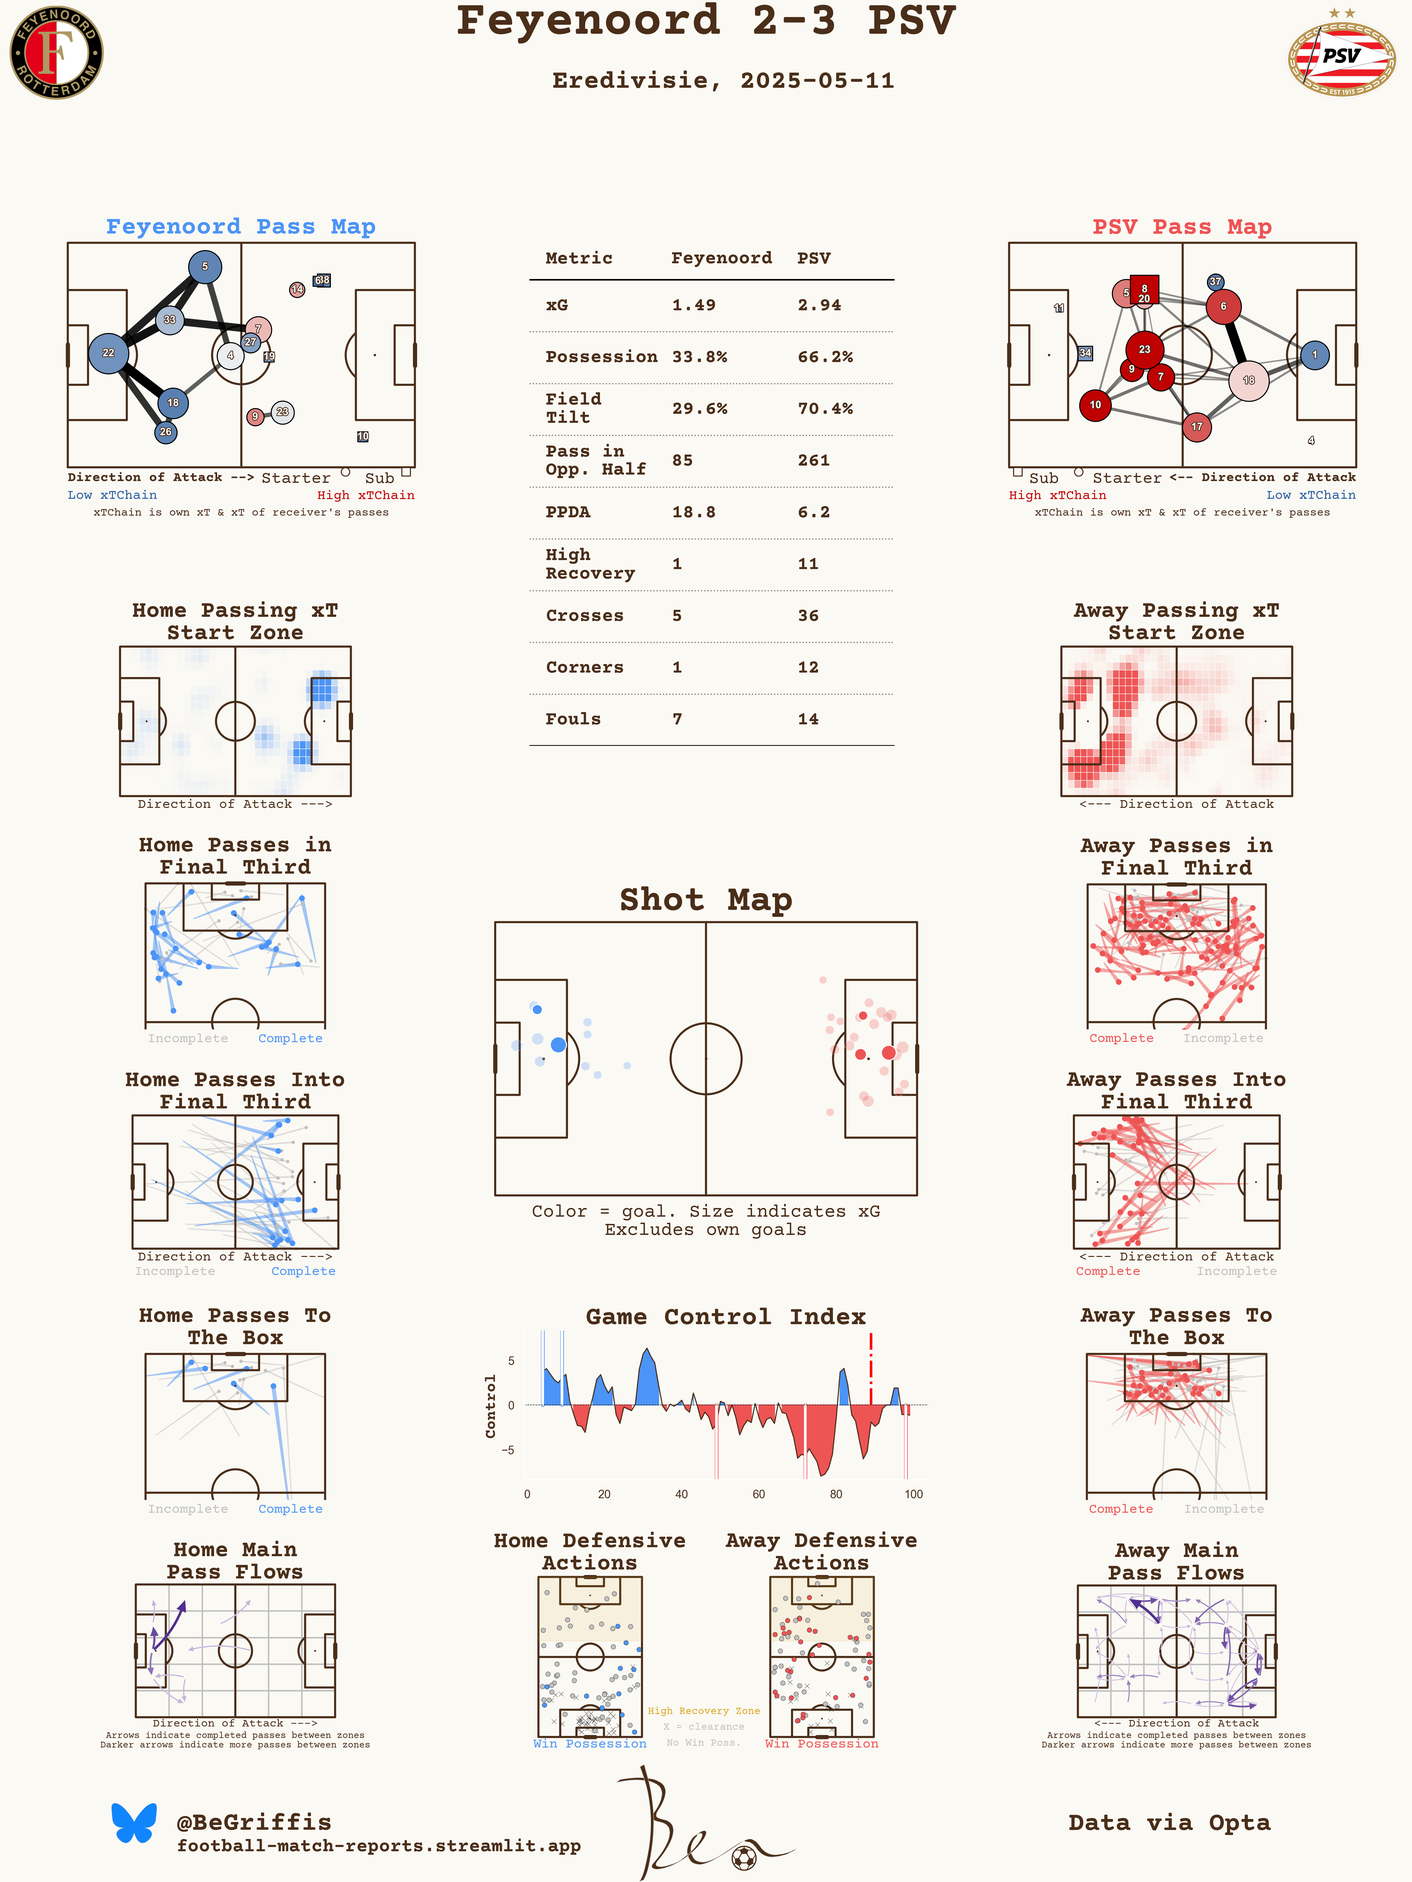 Feyenoord 2-3 PSV
Eredivisie, 2025-05-11
FEYENOORD
ROTTERDAM
PSV
EST 1913
Feyenoord Pass Map
5
14
6
38
33
7
27
22
4
19
18
9
23
26
10
Direction of Attack --> Starter Sub
Low xTChain High xTChain
xTChain is own xT & xT of receiver's passes
Metric Feyenoord PSV
xG 1.49 2.94
Possession 33.8% 66.2%
Field
Tilt 29.6% 70.4%
Pass in
Opp. Half 85 261
PPDA 18.8 6.2
High
Recovery 1 11
Crosses 5 36
Corners 1 12
Fouls 7 14
PSV Pass Map
37
5
8
20
11
6
23
34
1
9
7
18
10
17
4
Sub Starter <-- Direction of Attack
High xTChain Low xTChain
xTChain is own xT & xT of receiver's passes
Home Passing xT
Start Zone
Direction of Attack --->
Away Passing xT
Start Zone
<--- Direction of Attack
Home Passes in
Final Third
Incomplete Complete
Shot Map
Color = goal. Size indicates xG
Excludes own goals
Away Passes in
Final Third
Complete Incomplete
Home Passes Into
Final Third
Direction of Attack --->
Incomplete Complete
Away Passes Into
Final Third
<--- Direction of Attack
Complete Incomplete
Home Passes To
The Box
Incomplete Complete
Game Control Index
Control
5
0
−5
0 20 40 60 80 100
Away Passes To
The Box
Complete Incomplete
Home Main
Pass Flows
Direction of Attack --->
Arrows indicate completed passes between zones
Darker arrows indicate more passes between zones
Home Defensive
Actions
Win Possession
Away Defensive
Actions
Win Possession
High Recovery Zone
X = clearance
No Win Poss.
Away Main
Pass Flows
<--- Direction of Attack
Arrows indicate completed passes between zones
Darker arrows indicate more passes between zones
@BeGriffis
football-match-reports.streamlit.app
Ben
Data via Opta